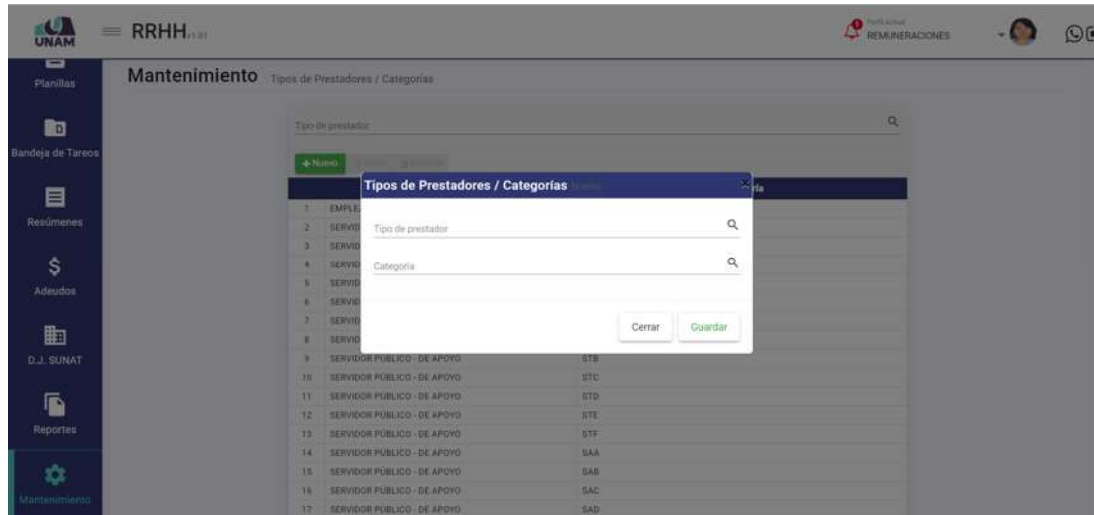 UNAM
RRHH v1.01
Perfil Actual
REMUNERACIONES
Planillas
Bandeja de Tareos
Resúmenes
Adeudos
D.J. SUNAT
Reportes
Mantenimiento
Mantenimiento Tipos de Prestadores / Categorías
Tipo de prestador
+ Nuevo
Tipos de Prestadores / Categorías
Tipo de prestador
Categoría
Cerrar Guardar
ría
1 EMPLE
2 SERVID
3 SERVID
4 SERVID
5 SERVID
6 SERVID
7 SERVID
8 SERVID
9 SERVIDOR PÚBLICO - DE APOYO STB
10 SERVIDOR PÚBLICO - DE APOYO STC
11 SERVIDOR PÚBLICO - DE APOYO STD
12 SERVIDOR PÚBLICO - DE APOYO STE
13 SERVIDOR PÚBLICO - DE APOYO STF
14 SERVIDOR PÚBLICO - DE APOYO SAA
15 SERVIDOR PÚBLICO - DE APOYO SAB
16 SERVIDOR PÚBLICO - DE APOYO SAC
17 SERVIDOR PÚBLICO - DE APOYO SAD